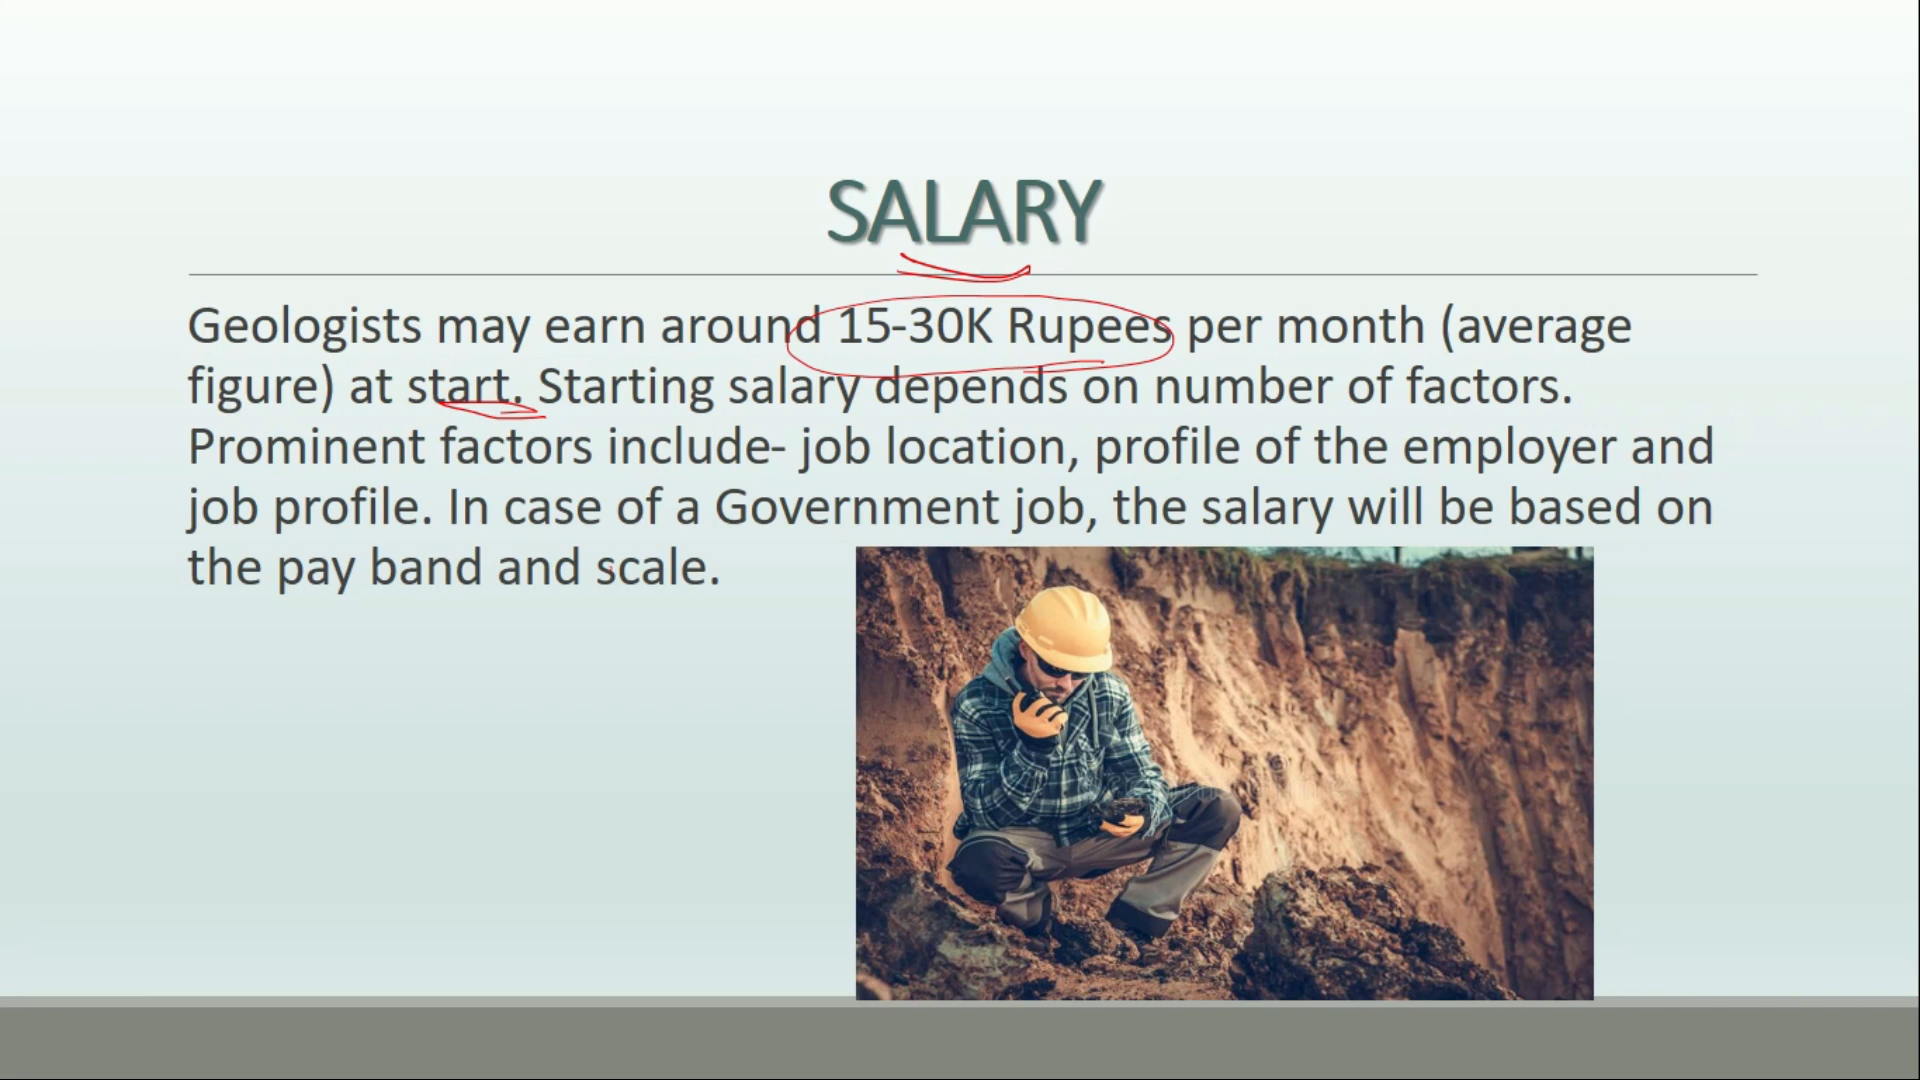 SALARY
Geologists may earn around 15-30K Rupees per month (average
figure) at start. Starting salary depends on number of factors.
Prominent factors include- job location, profile of the employer and
job profile. In case of a Government job, the salary will be based on
the pay band and scale.